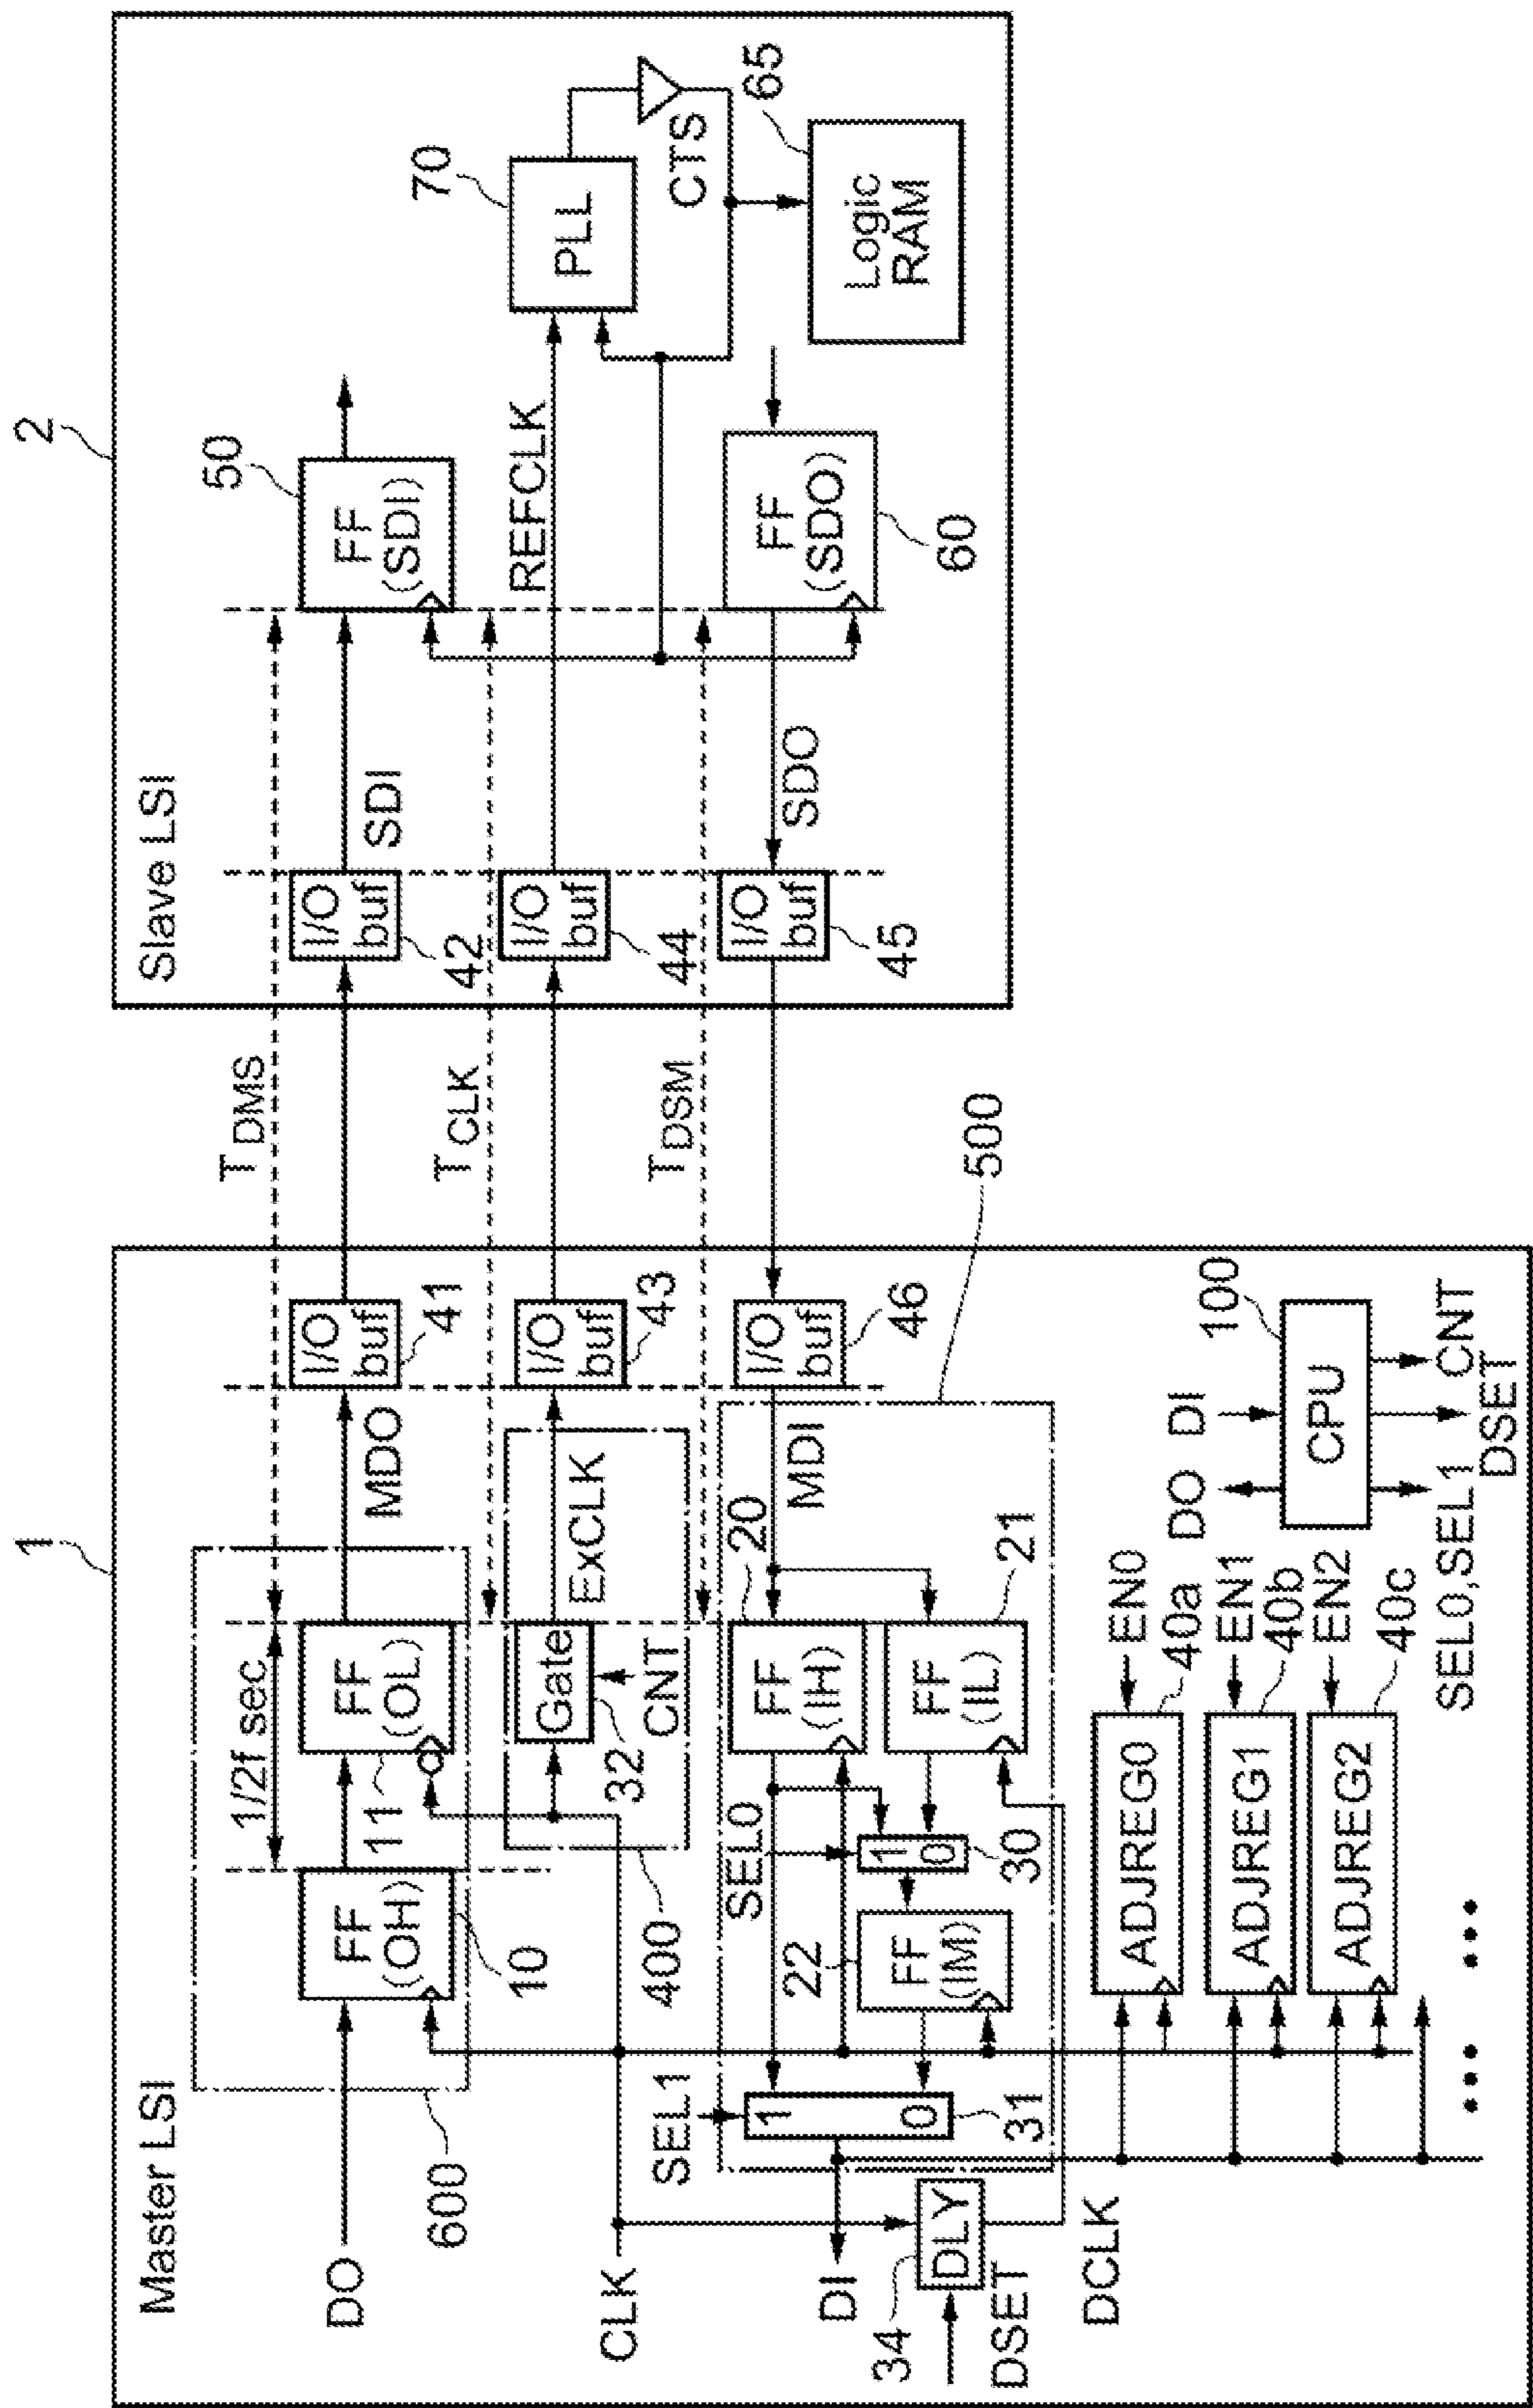 1
Master LSI
DO
600
FF
(OH)
10
1/2f sec
FF
(OL)
11
MDO
I/O
buf
41
TDMS
CLK
400
Gate
32
CNT
ExCLK
I/O
buf
43
TCLK
SEL1
1
0
31
SEL0
1
0
30
22
FF
(IM)
20
FF
(IH)
FF
(IL)
21
MDI
I/O
buf
46
TDSM
500
DI
34
DLY
DSET
DCLK
ADJREG0
EN0
40a
ADJREG1
EN1
40b
ADJREG2
EN2
40c
DO
DI
100
CPU
SEL0,SEL1
DSET
CNT
2
Slave LSI
I/O
buf
42
SDI
50
FF
(SDI)
I/O
buf
44
REFCLK
70
PLL
CTS
65
Logic
RAM
I/O
buf
45
SDO
FF
(SDO)
60